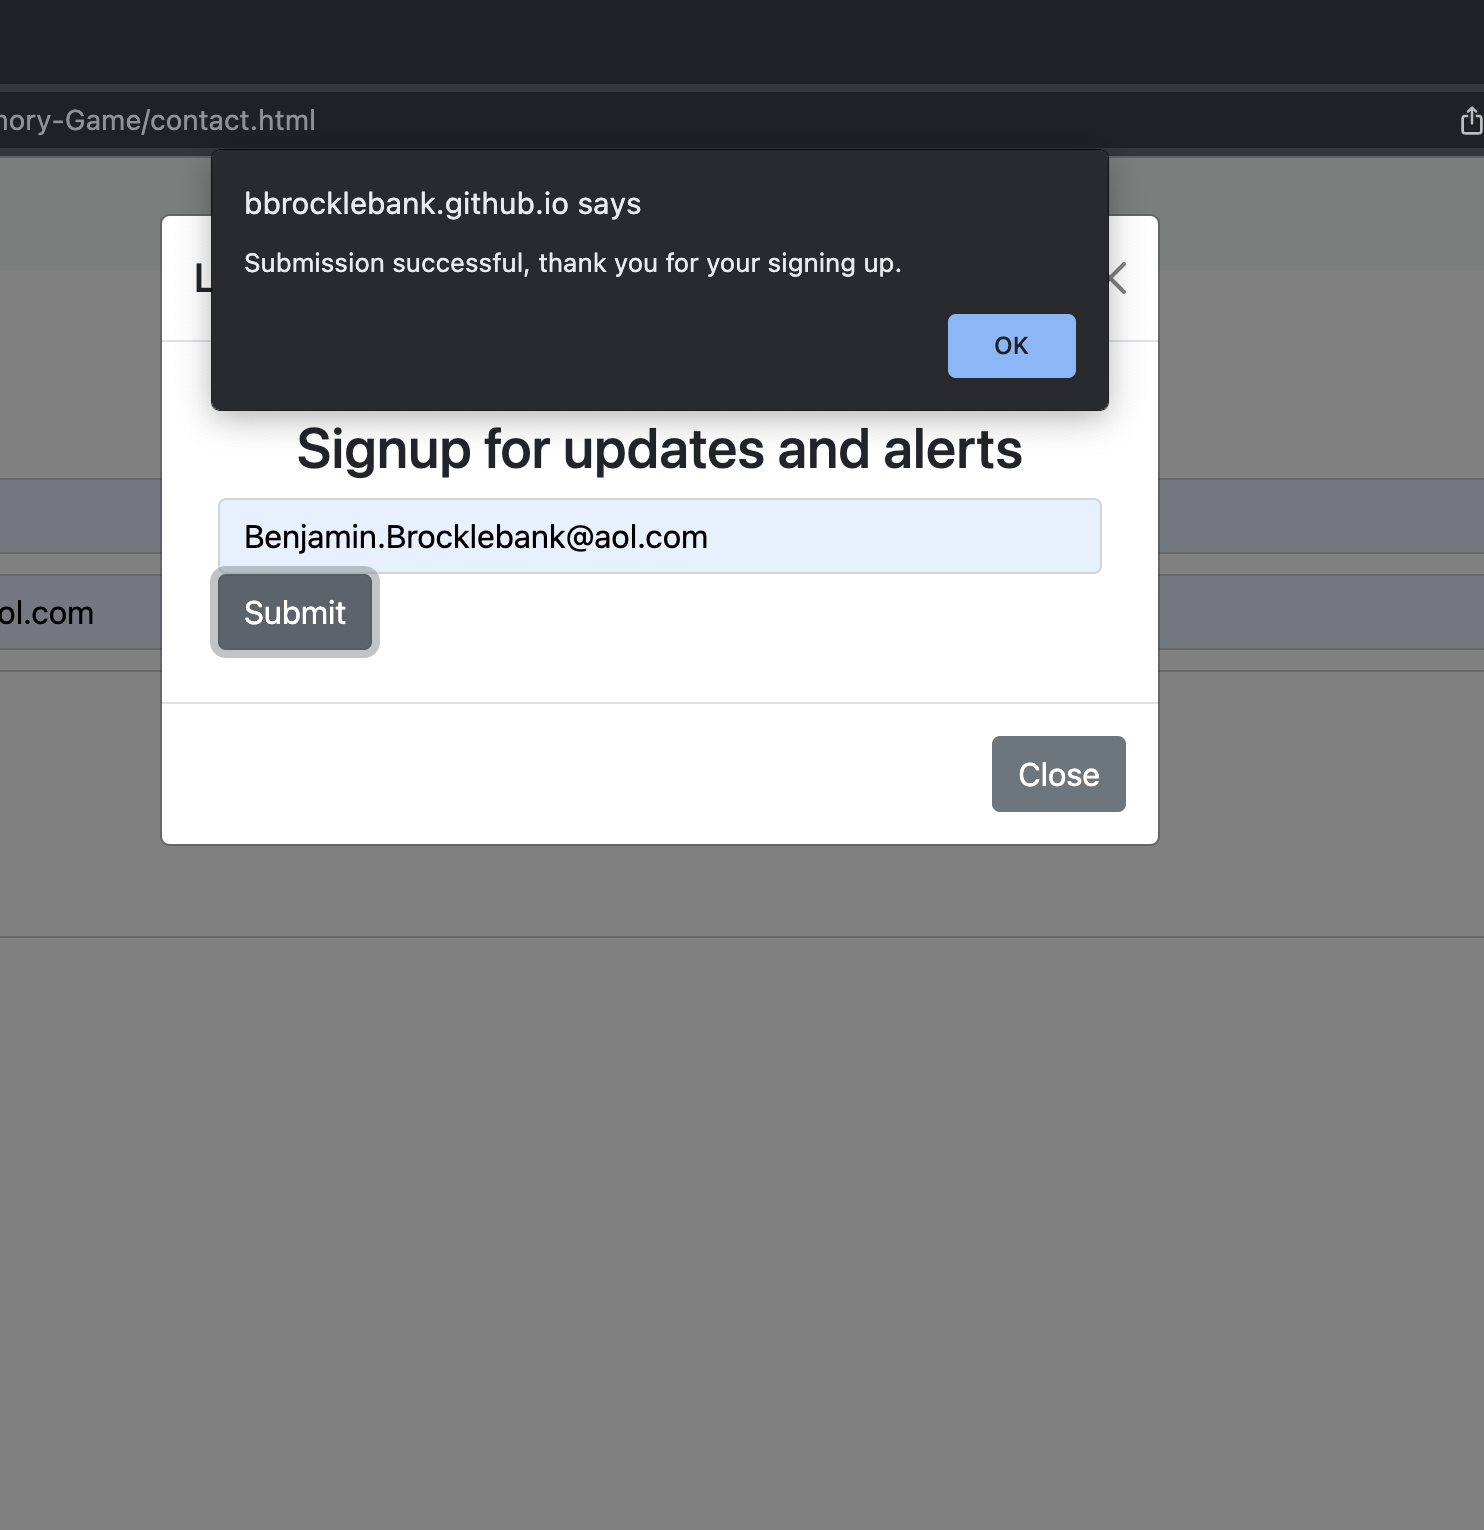 ory-Game/contact.html
bbrocklebank.github.io says
Submission successful, thank you for your signing up.
OK
L
Signup for updates and alerts
Benjamin.Brocklebank@aol.com
ol.com
Submit
Close